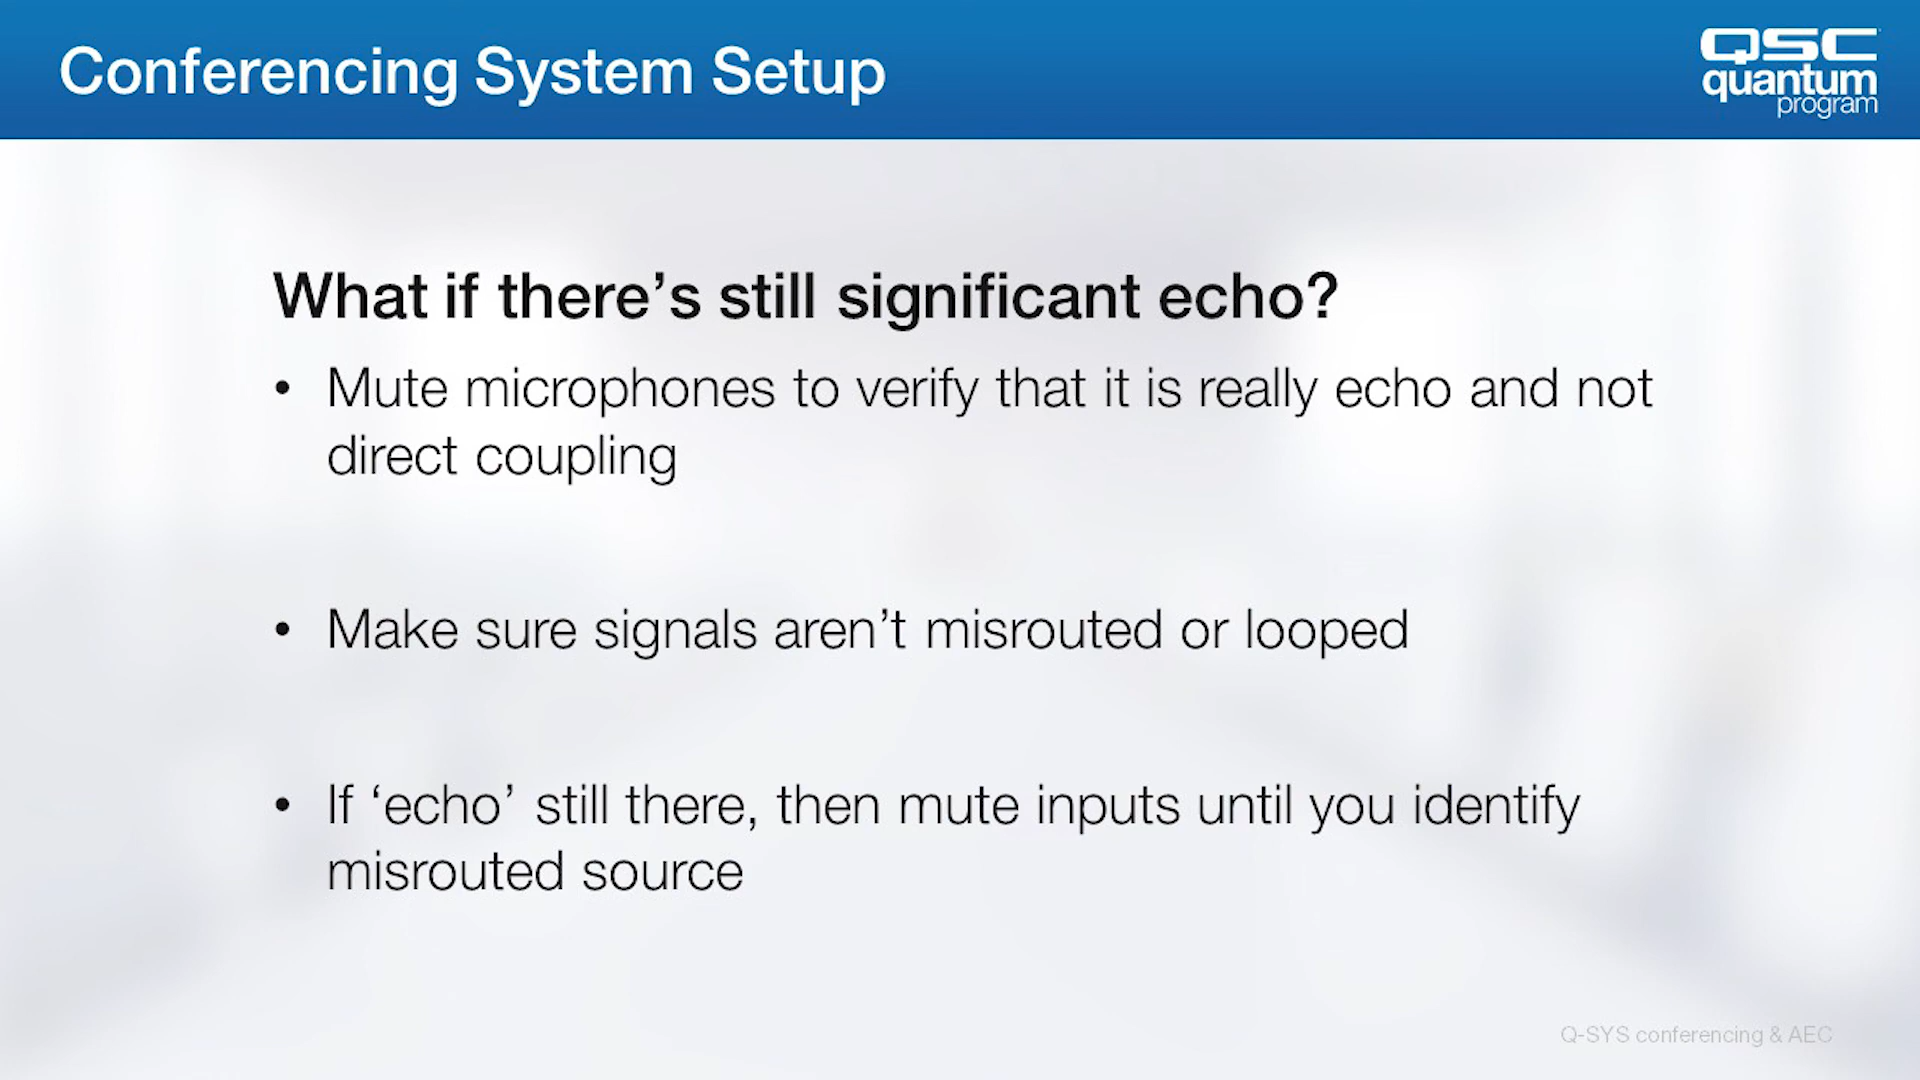 Conferencing System Setup
QSC
quantum
program
What if there’s still significant echo?
• Mute microphones to verify that it is really echo and not
direct coupling
• Make sure signals aren’t misrouted or looped
• If ‘echo’ still there, then mute inputs until you identify
misrouted source
Q-SYS conferencing & AEC